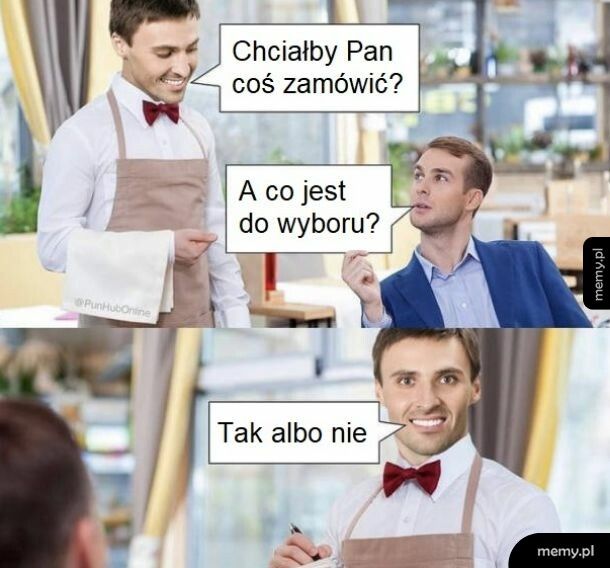 Chciałby Pan
coś zamówić?
A co jest
do wyboru?
@PunHubOnline
memy.pl
Tak albo nie
memy.pl